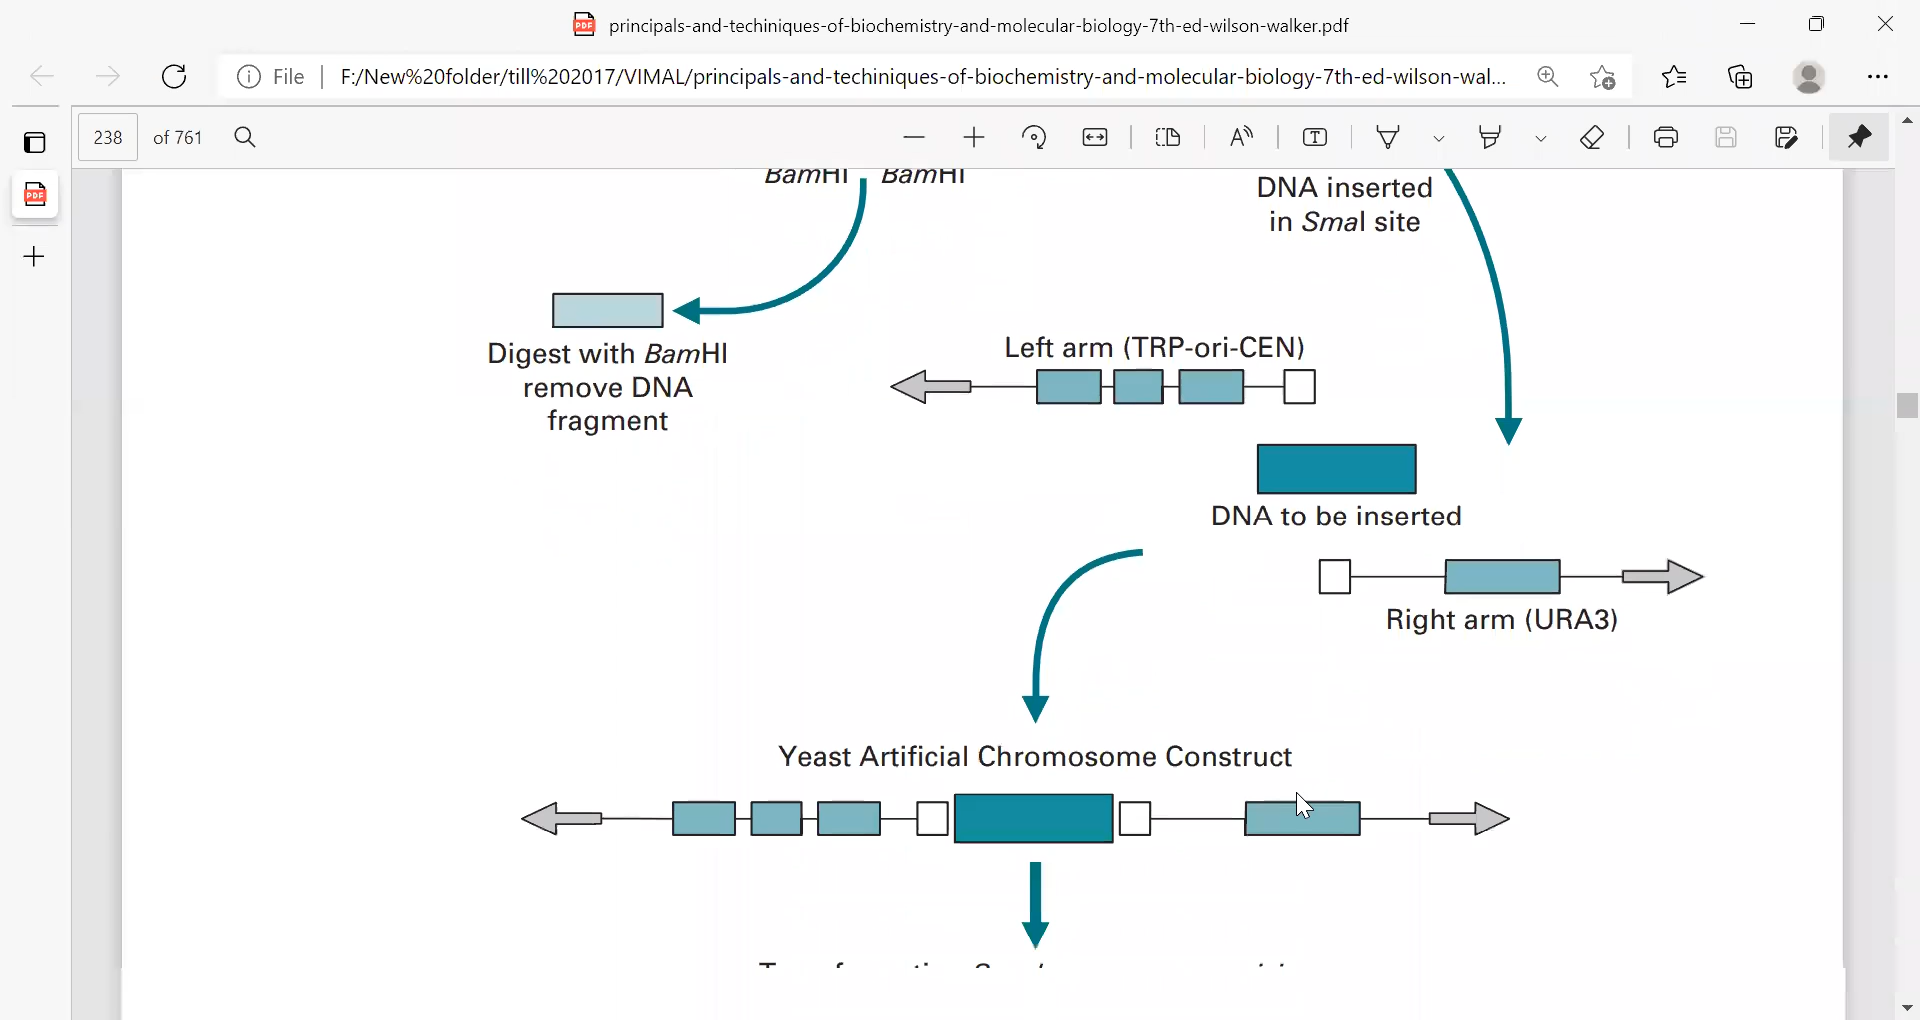 principals-and-techiniques-of-biochemistry-and-molecular-biology-7th-ed-wilson-walker.pdf
File F:/New%20folder/till%202017/VIMAL/principals-and-techiniques-of-biochemistry-and-molecular-biology-7th-ed-wilson-wal...
238 of 761
BamHI BamHI
DNA inserted
in SmaI site
Digest with BamHI
remove DNA
fragment
Left arm (TRP-ori-CEN)
DNA to be inserted
Right arm (URA3)
Yeast Artificial Chromosome Construct